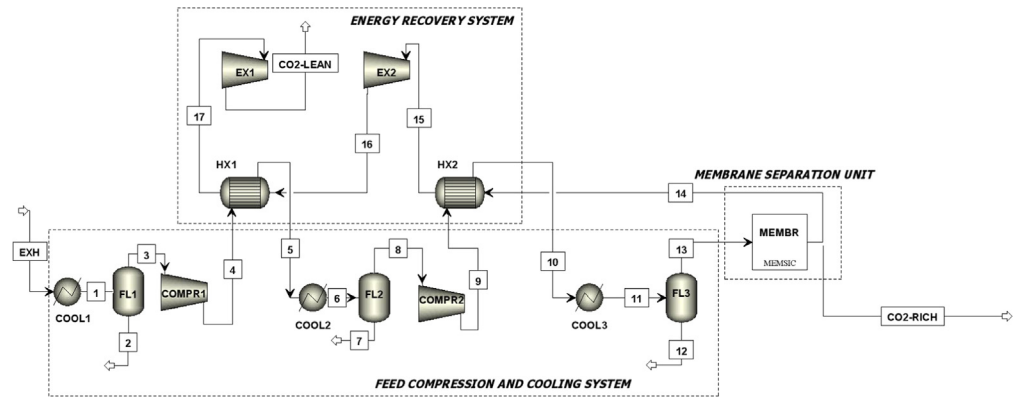 ENERGY RECOVERY SYSTEM
EX1
CO2-LEAN
EX2
17
16
15
HX1
HX2
MEMBRANE SEPARATION UNIT
14
MEMBR
MEMSIC
EXH
3
4
5
8
9
10
13
COOL1
1
FL1
COMPR1
COOL2
6
FL2
COMPR2
COOL3
11
FL3
2
7
12
CO2-RICH
FEED COMPRESSION AND COOLING SYSTEM